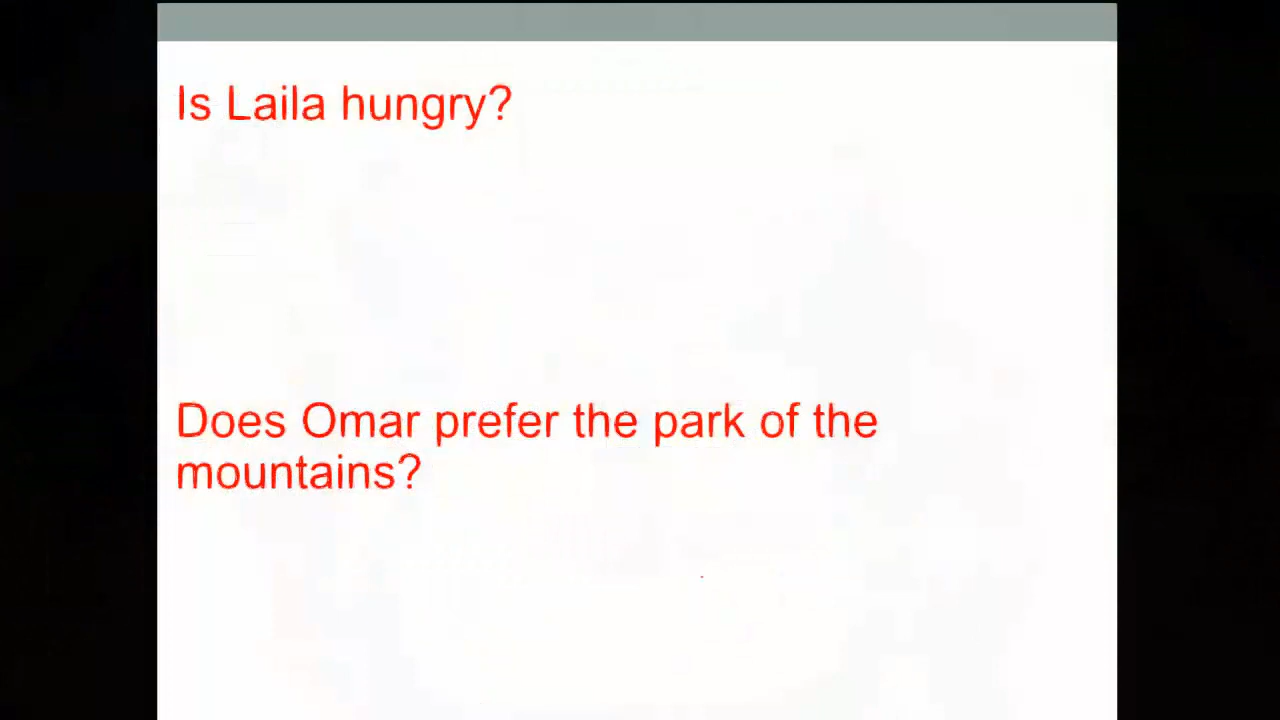 Is Laila hungry?
Does Omar prefer the park of the
mountains?